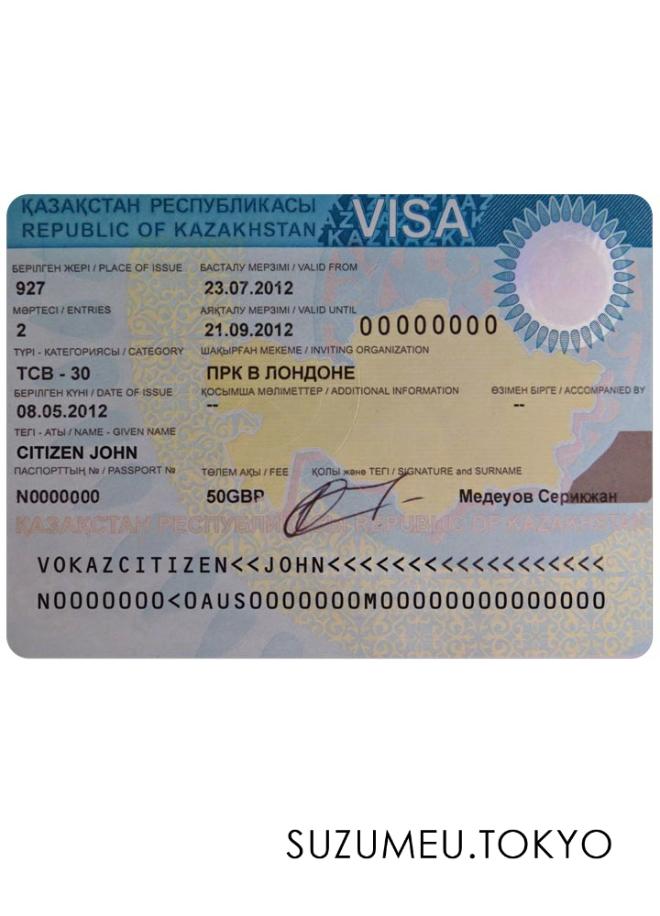 ҚАЗАҚСТАН РЕСПУБЛИКАСЫ
REPUBLIC OF KAZAKHSTAN
VISA
БЕРІЛГЕН ЖЕРІ / PLACE OF ISSUE
БАСТАЛУ МЕРЗІМІ / VALID FROM
927
23.07.2012
МӘРТЕСІ / ENTRIES
АЯҚТАЛУ МЕРЗІМІ / VALID UNTIL
2
21.09.2012
00000000
ТҮРІ - КАТЕГОРИЯСЫ / CATEGORY
ШАҚЫРҒАН МЕКЕМЕ / INVITING ORGANIZATION
TCB - 30
ПРК В ЛОНДОНЕ
БЕРІЛГЕН КҮНІ / DATE OF ISSUE
ҚОСЫМША МӘЛІМЕТТЕР / ADDITIONAL INFORMATION
ӨЗІМЕН БІРГЕ / ACCOMPANIED BY
08.05.2012
--
--
ТЕГІ - АТЫ / NAME - GIVEN NAME
CITIZEN JOHN
ПАСПОРТТЫҢ № / PASSPORT №
ТӨЛЕМ АҚЫ / FEE
ҚОЛЫ және ТЕГІ / SIGNATURE and SURNAME
N0000000
50GBP
Медеуов Серикжан
ҚАЗАҚСТАН РЕСПУБЛИКАСЫ REPUBLIC OF KAZAKHSTAN
VOKAZCITIZEN<<JOHN<<<<<<<<<<<<<<<<<<<
N0000000<0AUS0000000M00000000000000
SUZUMEU.TOKYO